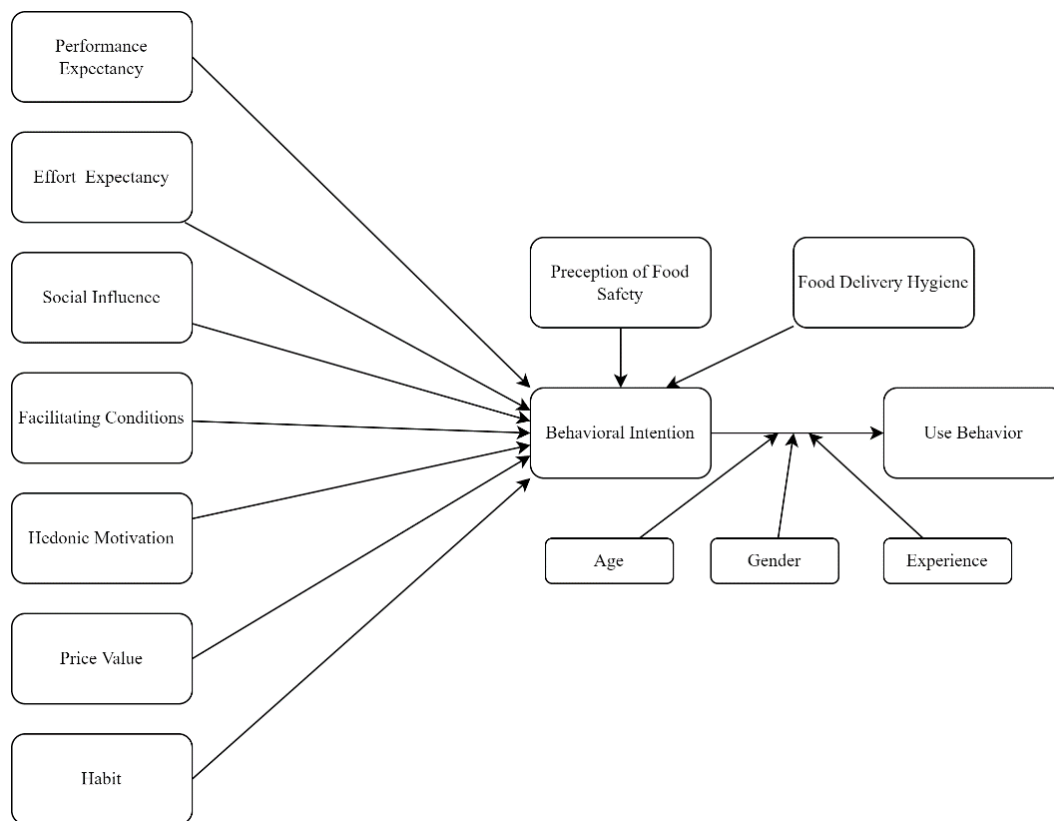 Performance
Expectancy
Effort Expectancy
Social Influence
Facilitating Conditions
Hedonic Motivation
Price Value
Habit
Preception of Food
Safety
Food Delivery Hygiene
Behavioral Intention
Use Behavior
Age
Gender
Experience